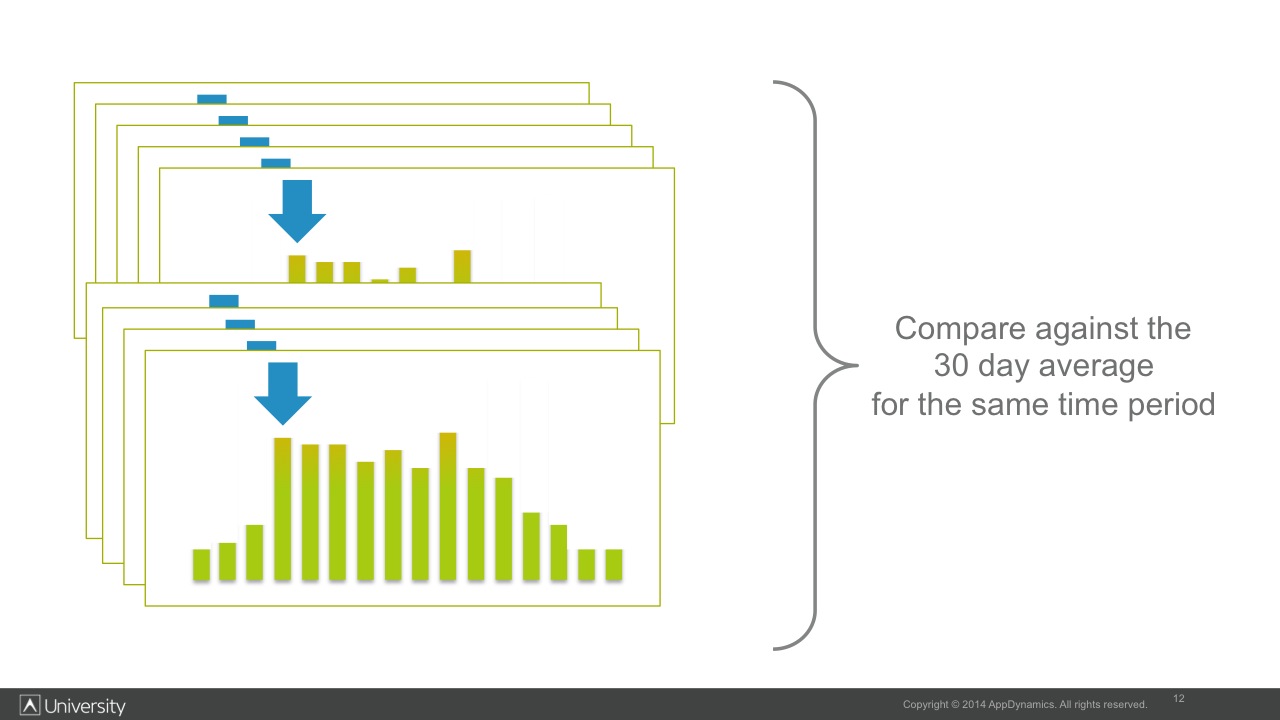 Compare against the
30 day average
for the same time period
University
Copyright © 2014 AppDynamics. All rights reserved.
12